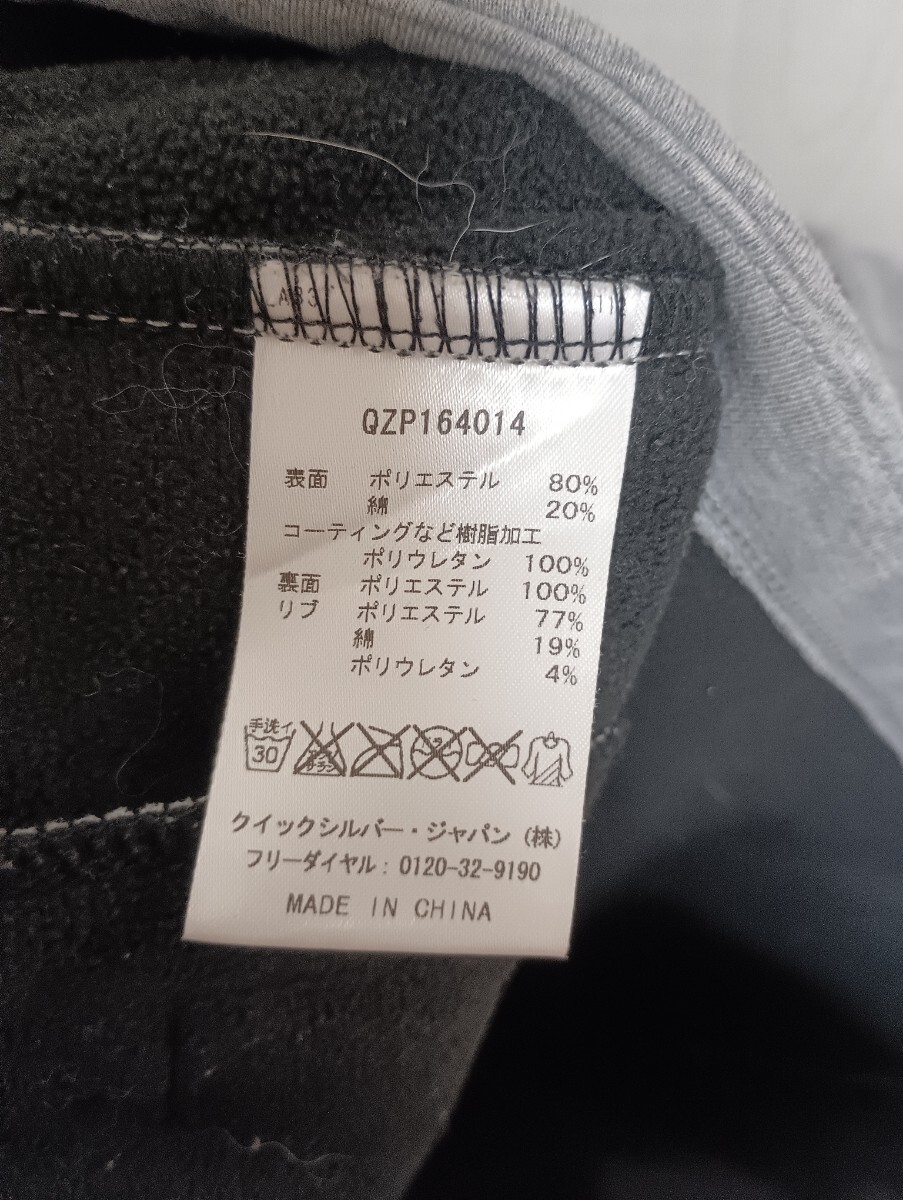 QZP164014
表面 ポリエステル 80%
綿 20%
コーティングなど樹脂加工
ポリウレタン 100%
裏面 ポリエステル 100%
リブ ポリエステル 77%
綿 19%
ポリウレタン 4%
手洗イ
30
クイックシルバー・ジャパン(株)
フリーダイヤル: 0120-32-9190
MADE IN CHINA